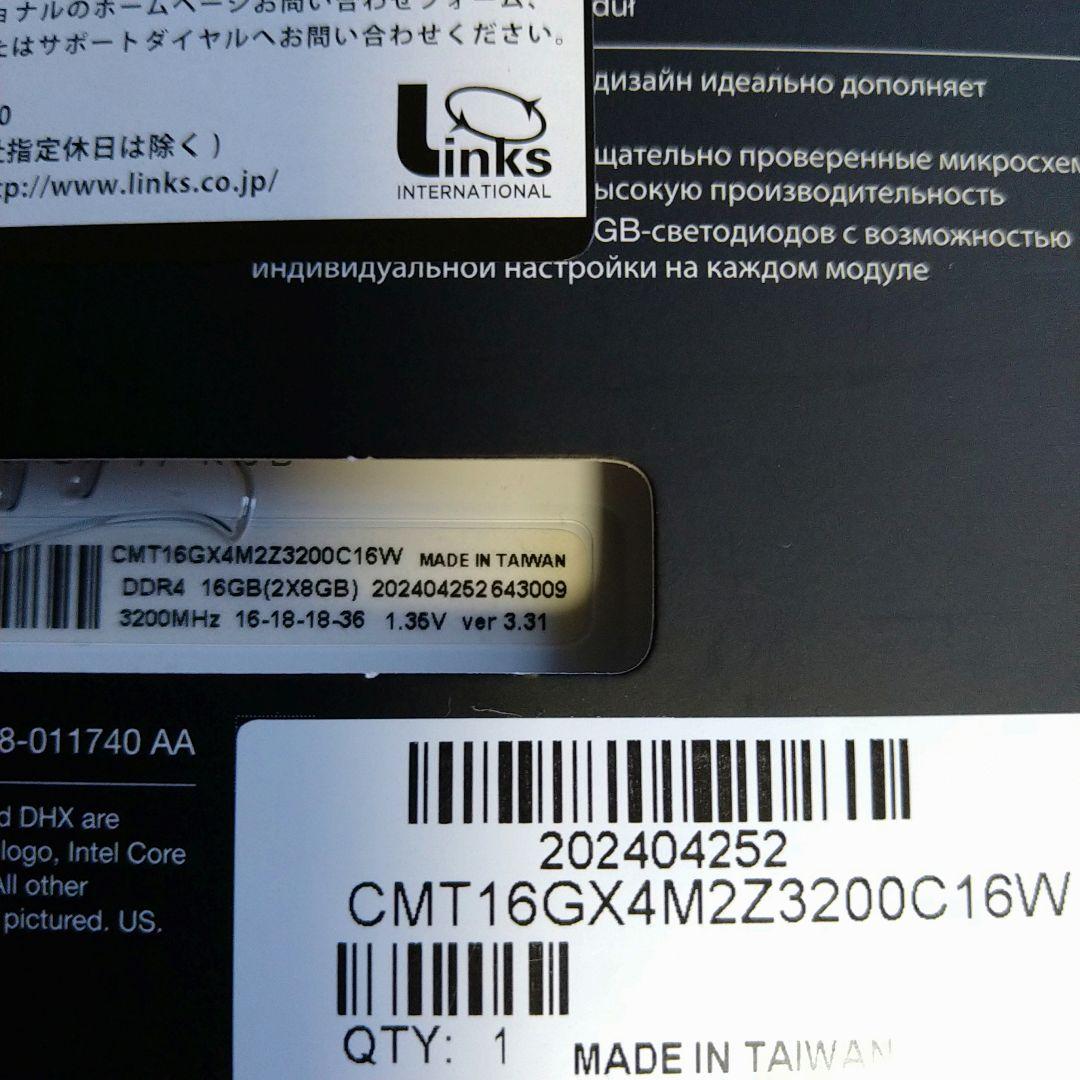 ョナルのホームページお問い合わせフォーム、
たはサポートダイヤルへお問い合わせください。
0
社指定休日は除く )
tp://www.links.co.jp/
Links
INTERNATIONAL
duł
дизайн идеально дополняет
щательно проверенные микросхем
ысокую производительность
GB-светодиодов с возможностью
индивидуальной настройки на каждом модуле
RGB
CMT16GX4M2Z3200C16W MADE IN TAIWAN
DDR4 16GB(2X8GB) 202404252643009
3200MHz 16-18-18-36 1.35V ver 3.31
8-011740 AA
d DHX are
logo, Intel Core
All other
pictured. US.
202404252
CMT16GX4M2Z3200C16W
QTY: 1
MADE IN TAIWAN